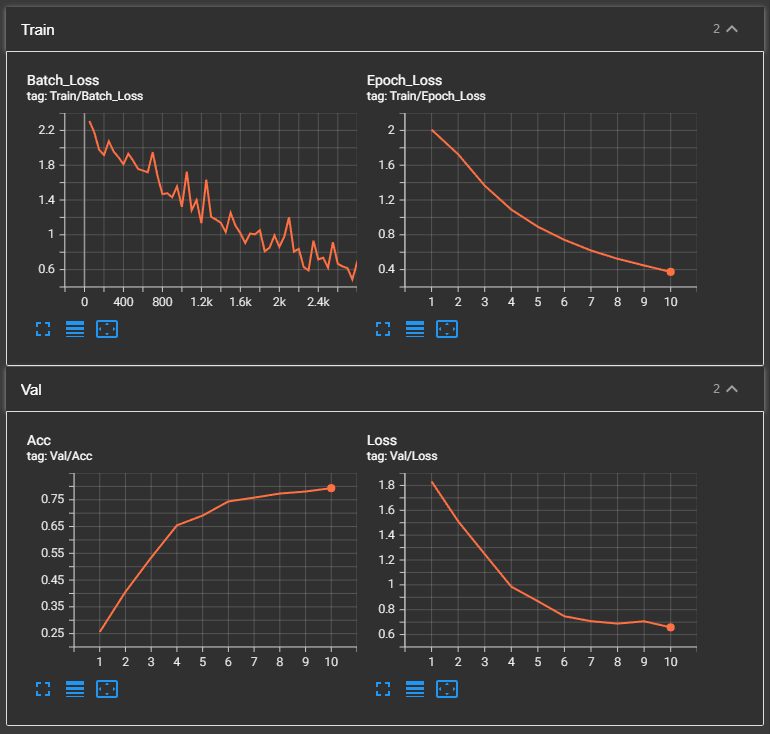 Train
2
Batch_Loss
tag: Train/Batch_Loss
2.2
1.8
1.4
1
0.6
0 400 800 1.2k 1.6k 2k 2.4k
Epoch_Loss
tag: Train/Epoch_Loss
2
1.6
1.2
0.8
0.4
1 2 3 4 5 6 7 8 9 10
Val
2
Acc
tag: Val/Acc
0.75
0.65
0.55
0.45
0.35
0.25
1 2 3 4 5 6 7 8 9 10
Loss
tag: Val/Loss
1.8
1.6
1.4
1.2
1
0.8
0.6
1 2 3 4 5 6 7 8 9 10